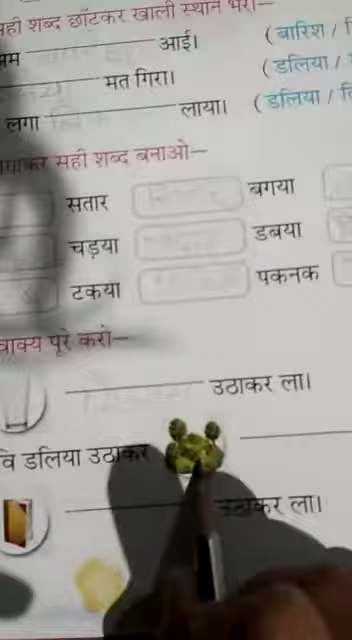 सही शब्द छाँटकर खाली स्थान भरो—
आई। (बारिश /
मत गिरा। (डलिया /
लगा लाया। (डलिया /
सही शब्द बनाओ—
सतार बगया
चड़या डबया
टकया पकनक
वाक्य पूरे करो—
उठाकर ला।
डलिया उठाकर
उठाकर ला।